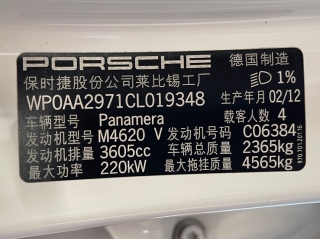 PORSCHE 德国制造
保时捷股份公司莱比锡工厂 1%
WP0AA2971CL019348 生产年月 02/12
车辆型号 Panamera 载客人数 4
发动机型号 M4620 V 发动机号码 C06384
发动机排量 3605cc 最大总质量 2365kg
最大功率 220kW 最大拖挂质量 4565kg